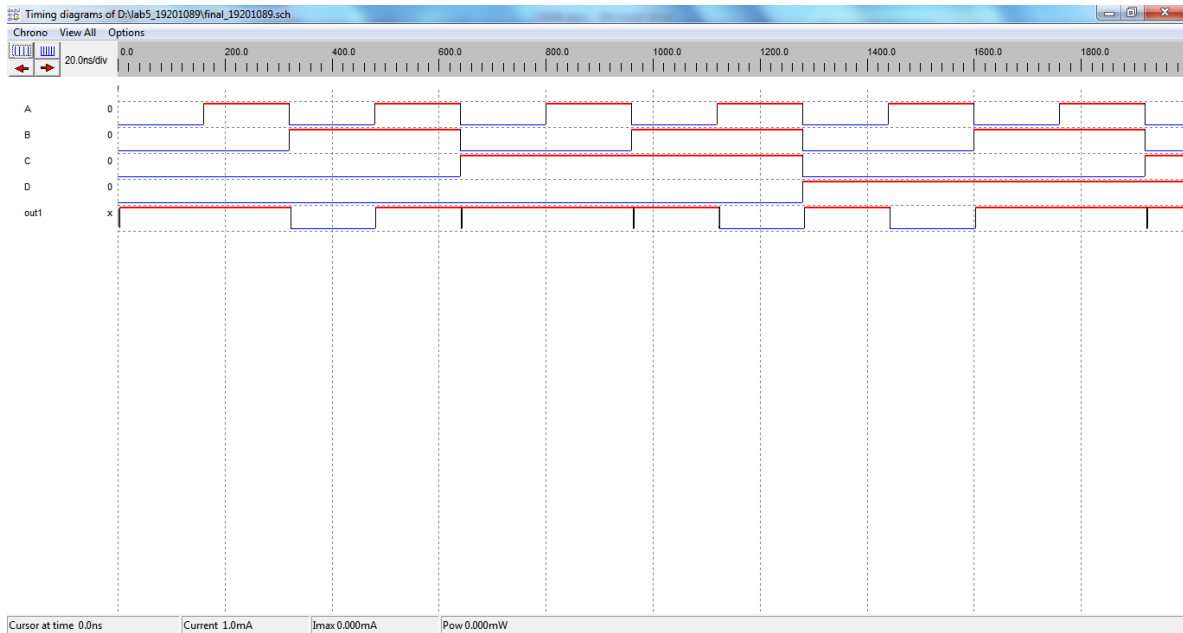 Timing diagrams of D:\lab5_19201089\final_19201089.sch
Chrono View All Options
20.0ns/div
0.0 200.0 400.0 600.0 800.0 1000.0 1200.0 1400.0 1600.0 1800.0
A 0
B 0
C 0
D 0
out1 x
Cursor at time 0.0ns Current 1.0mA Imax 0.000mA Pow 0.000mW